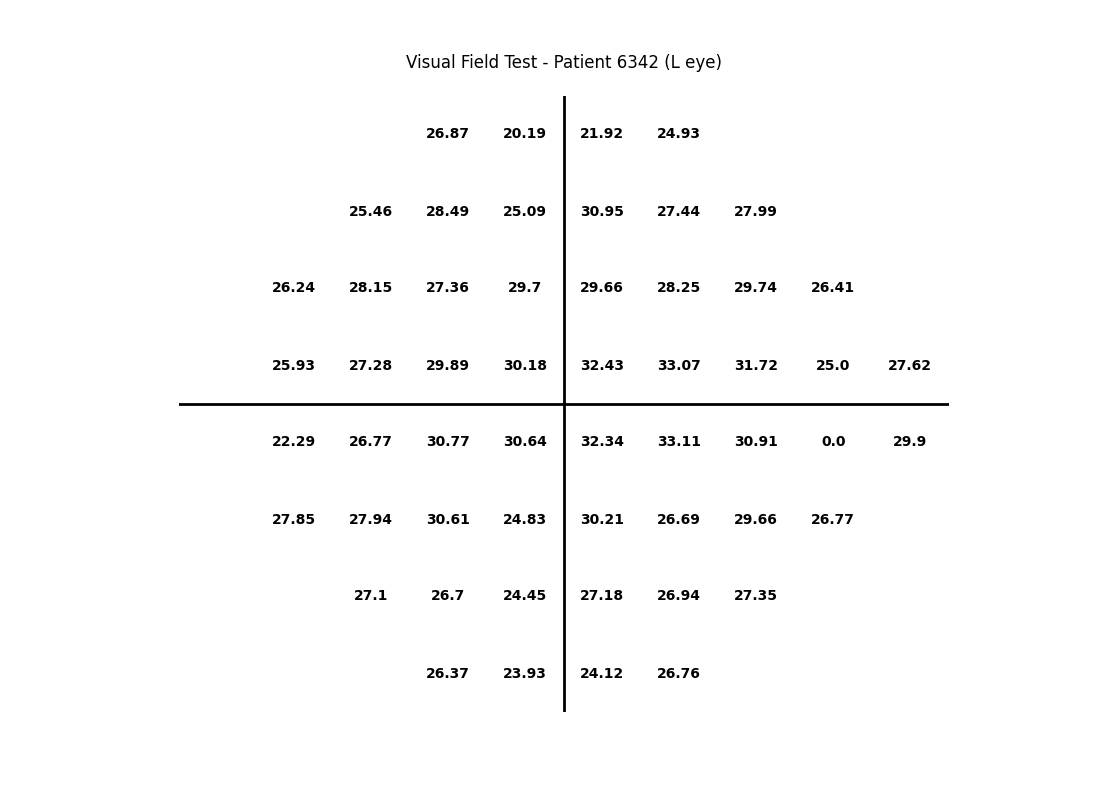 Visual Field Test - Patient 6342 (L eye)
26.87 20.19 21.92 24.93
25.46 28.49 25.09 30.95 27.44 27.99
26.24 28.15 27.36 29.7 29.66 28.25 29.74 26.41
25.93 27.28 29.89 30.18 32.43 33.07 31.72 25.0 27.62
22.29 26.77 30.77 30.64 32.34 33.11 30.91 0.0 29.9
27.85 27.94 30.61 24.83 30.21 26.69 29.66 26.77
27.1 26.7 24.45 27.18 26.94 27.35
26.37 23.93 24.12 26.76